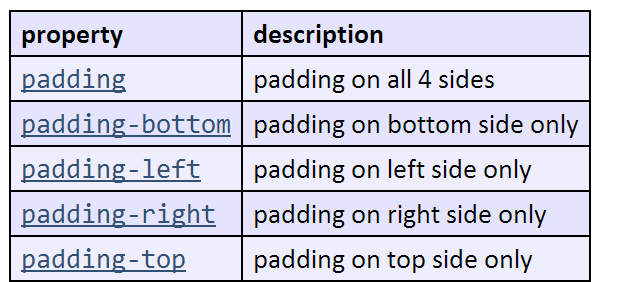 property description
padding padding on all 4 sides
padding-bottom padding on bottom side only
padding-left padding on left side only
padding-right padding on right side only
padding-top padding on top side only